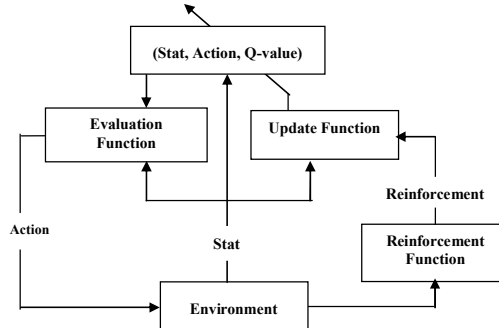 (Stat, Action, Q-value)
Evaluation
Function
Update Function
Reinforcement
Action
Stat
Reinforcement
Function
Environment